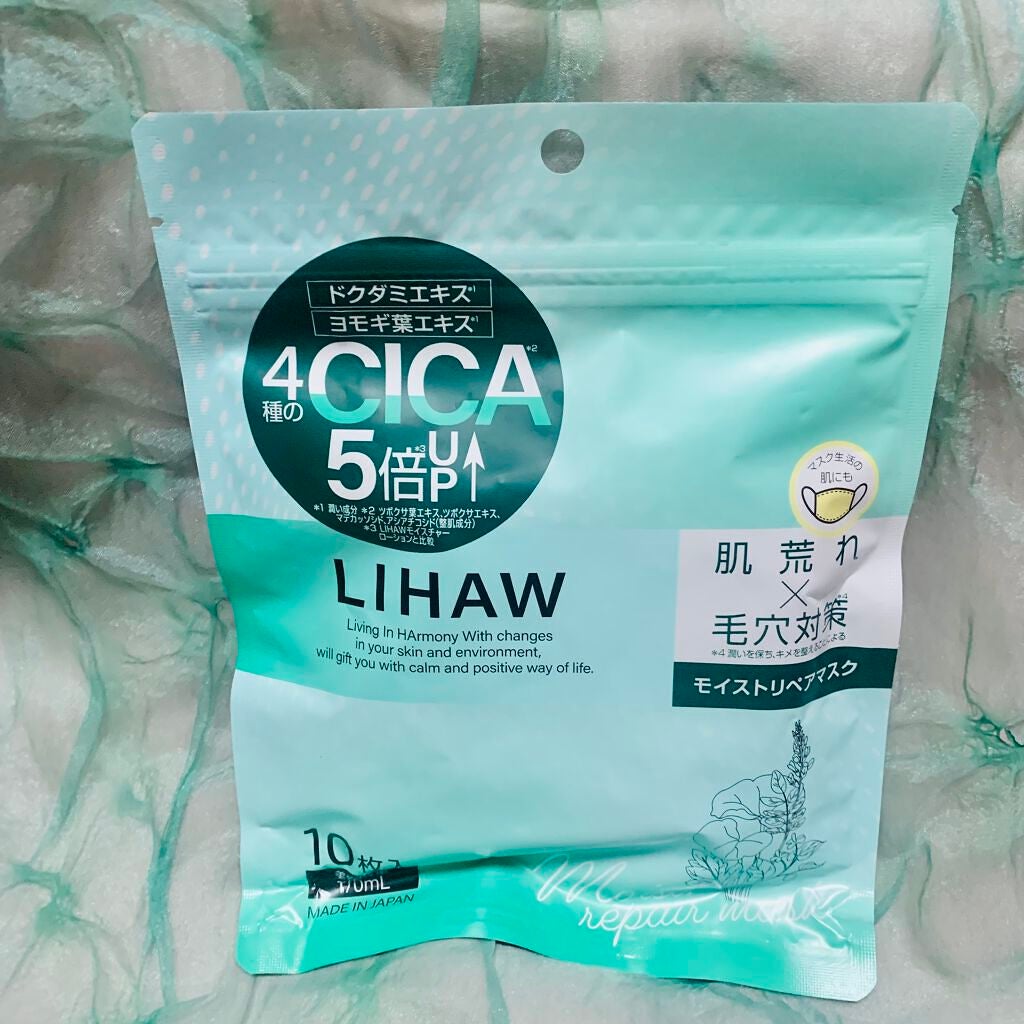 ドクダミエキス*1
ヨモギ葉エキス*1
4種のCICA*2
5倍*3UP↑
*1 潤い成分 *2 ツボクサ葉エキス、ツボクサエキス、
マデカッソシド、アシアチコシド(整肌成分)
*3 LIHAWモイスチャー
ローションと比較
マスク生活の
肌にも
肌荒れ
×
毛穴対策*4
*4 潤いを保ち、キメを整えることによる
モイストリペアマスク
LIHAW
Living In HArmony With changes
in your skin and environment,
will gift you with calm and positive way of life.
10枚入
170mL
MADE IN JAPAN
repair mask